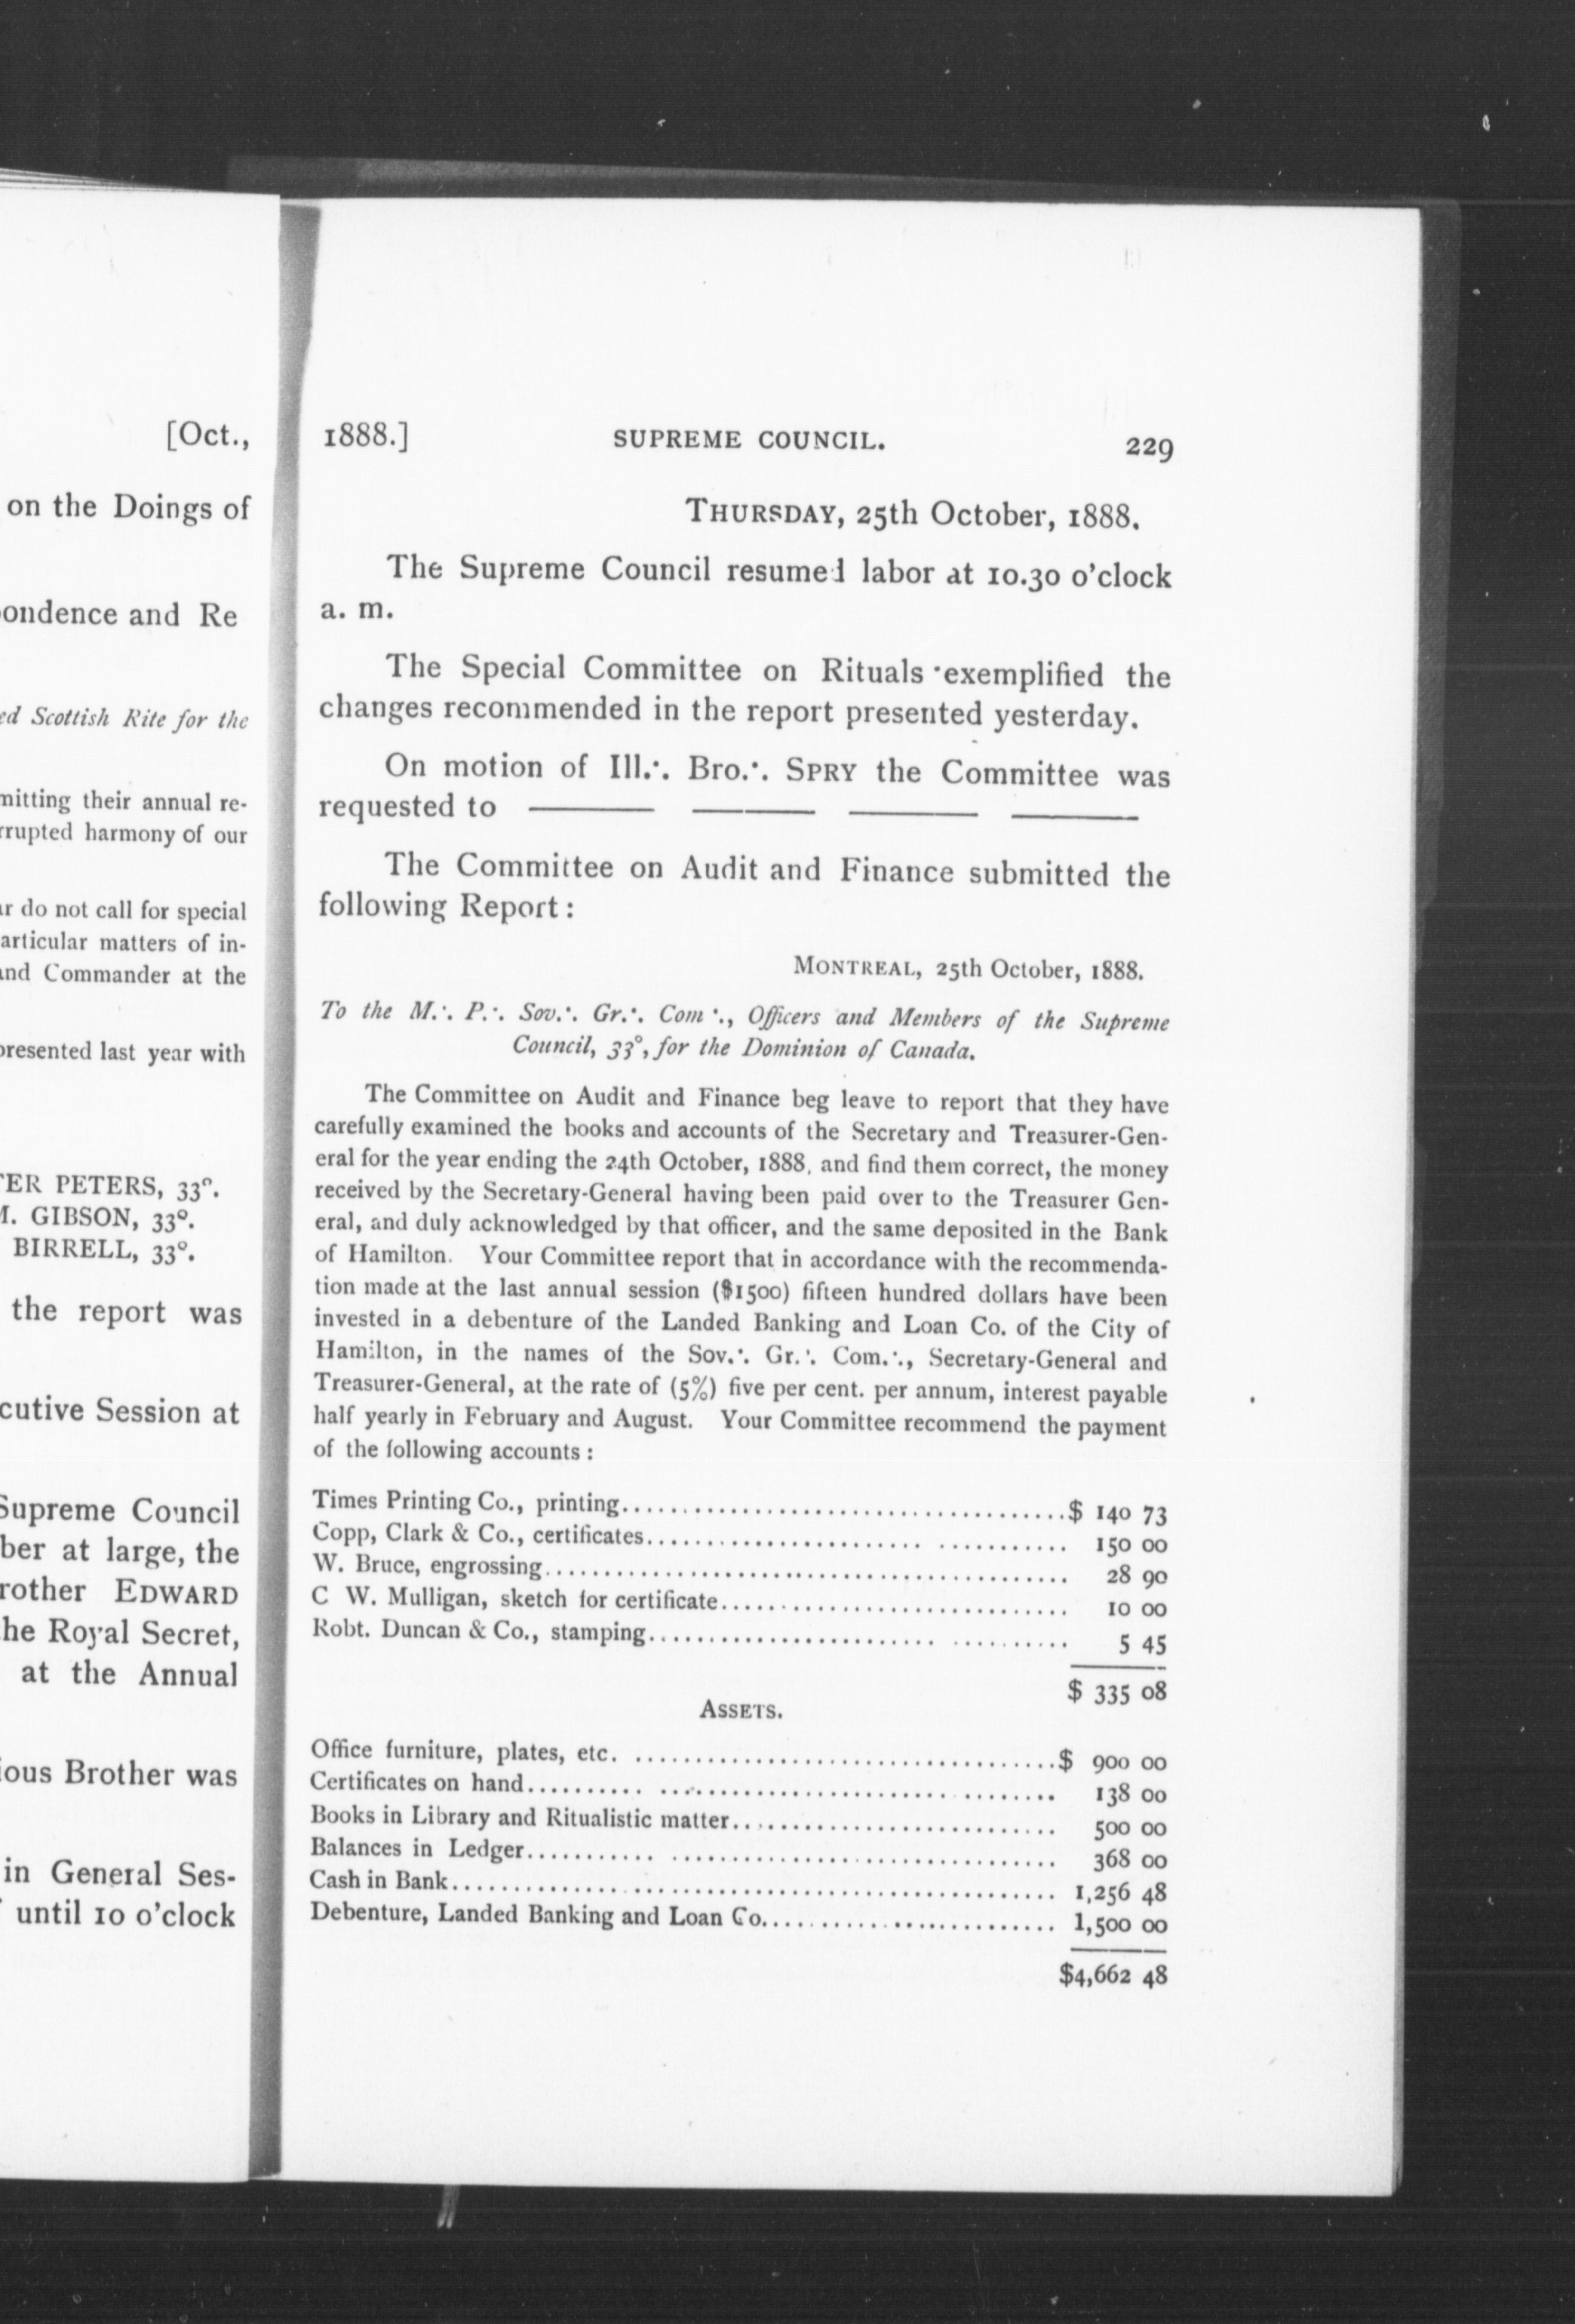 [Oct.,
on the Doings of
ondence and Re
ed Scottish Rite for the
mitting their annual re-
rrupted harmony of our
ar do not call for special
articular matters of in-
and Commander at the
presented last year with
TER PETERS, 33°.
M. GIBSON, 33°.
BIRRELL, 33°.
the report was
cutive Session at
Supreme Council
ber at large, the
rother EDWARD
the Royal Secret,
at the Annual
ious Brother was
in General Ses-
until 10 o'clock
1888.] SUPREME COUNCIL. 229
THURSDAY, 25th October, 1888.
The Supreme Council resumed labor at 10.30 o'clock
a. m.
The Special Committee on Rituals exemplified the
changes recommended in the report presented yesterday.
On motion of Ill.·. Bro.·. SPRY the Committee was
requested to ——— ——— ——— ———
The Committee on Audit and Finance submitted the
following Report:
MONTREAL, 25th October, 1888.
To the M.·. P.·. Sov.·. Gr.·. Com ·., Officers and Members of the Supreme
Council, 33°, for the Dominion of Canada.
The Committee on Audit and Finance beg leave to report that they have
carefully examined the books and accounts of the Secretary and Treasurer-Gen-
eral for the year ending the 24th October, 1888, and find them correct, the money
received by the Secretary-General having been paid over to the Treasurer Gen-
eral, and duly acknowledged by that officer, and the same deposited in the Bank
of Hamilton. Your Committee report that in accordance with the recommenda-
tion made at the last annual session ($1500) fifteen hundred dollars have been
invested in a debenture of the Landed Banking and Loan Co. of the City of
Hamilton, in the names of the Sov.·. Gr.·. Com.·., Secretary-General and
Treasurer-General, at the rate of (5%) five per cent. per annum, interest payable
half yearly in February and August. Your Committee recommend the payment
of the following accounts:
Times Printing Co., printing........................................$ 140 73
Copp, Clark & Co., certificates........................................ 150 00
W. Bruce, engrossing........................................ 28 90
C W. Mulligan, sketch for certificate........................................ 10 00
Robt. Duncan & Co., stamping........................................ 5 45
$ 335 08
ASSETS.
Office furniture, plates, etc. ........................................$ 900 00
Certificates on hand........................................ 138 00
Books in Library and Ritualistic matter........................................ 500 00
Balances in Ledger........................................ 368 00
Cash in Bank........................................ 1,256 48
Debenture, Landed Banking and Loan Co........................................ 1,500 00
$4,662 48